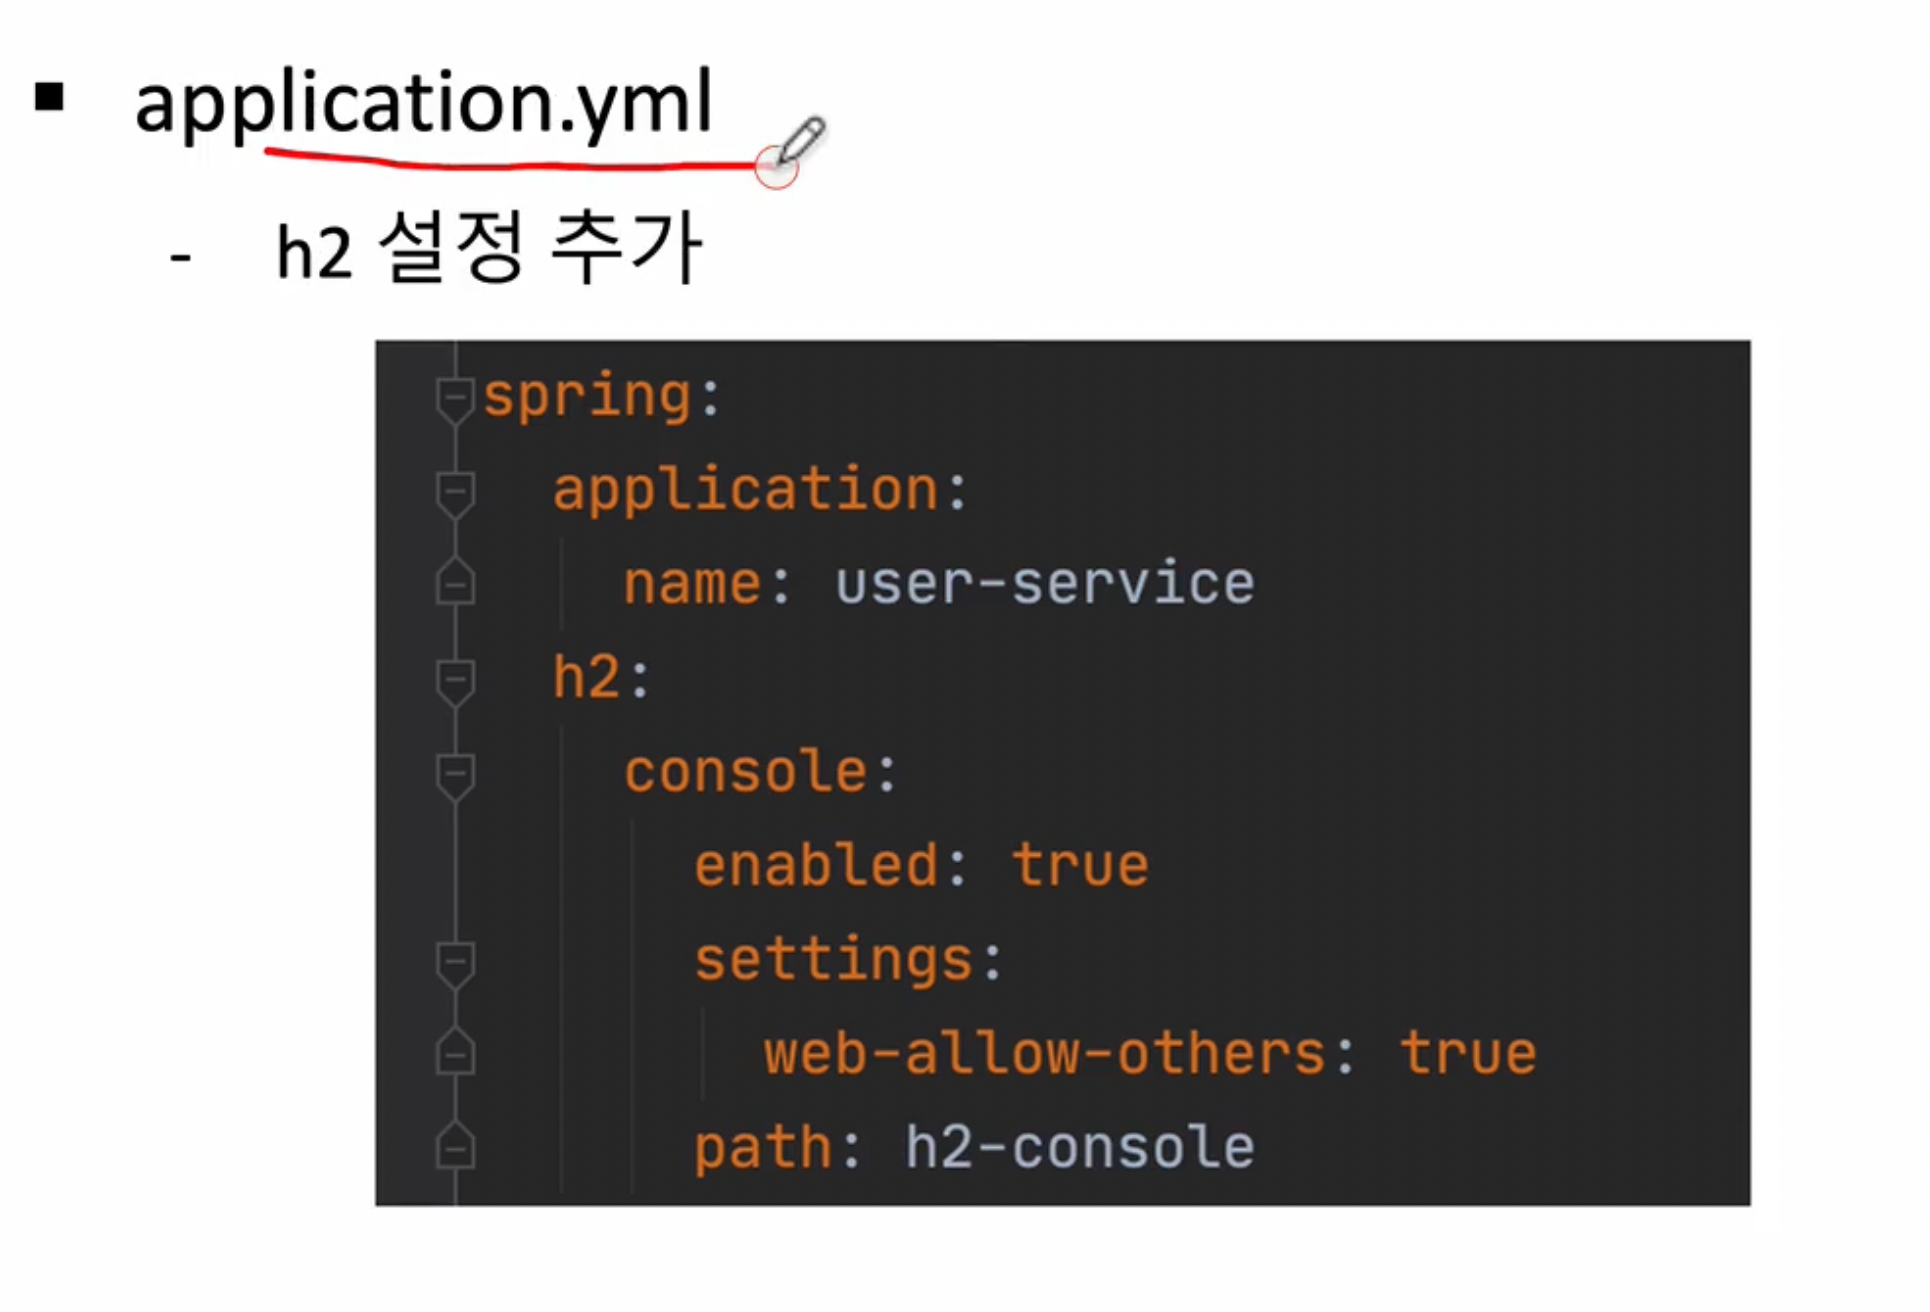 ▪ application.yml
- h2 설정 추가
spring:
  application:
    name: user-service
  h2:
    console:
      enabled: true
      settings:
        web-allow-others: true
      path: h2-console